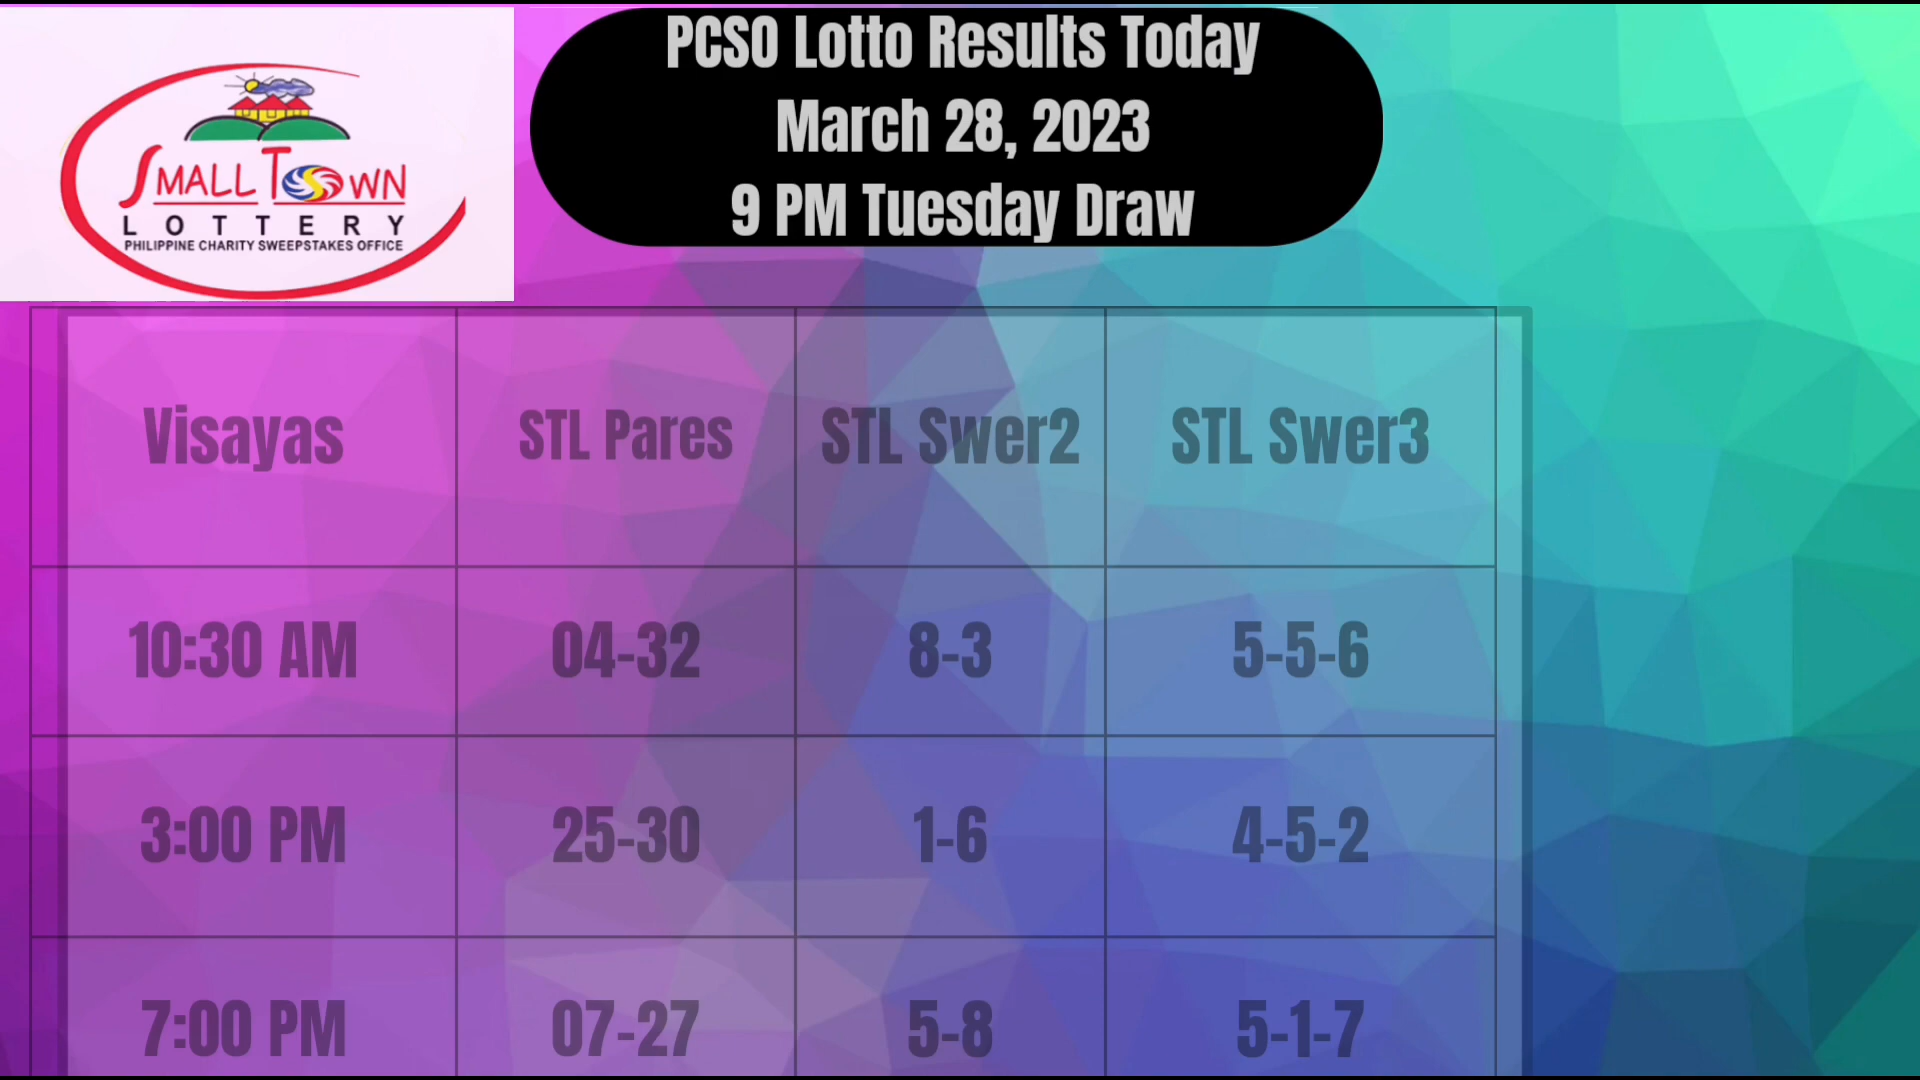 SMALL TOWN
LOTTERY
PHILIPPINE CHARITY SWEEPSTAKES OFFICE
PCSO Lotto Results Today
March 28, 2023
9 PM Tuesday Draw
Visayas STL Pares STL Swer2 STL Swer3
10:30 AM 04-32 8-3 5-5-6
3:00 PM 25-30 1-6 4-5-2
7:00 PM 07-27 5-8 5-1-7